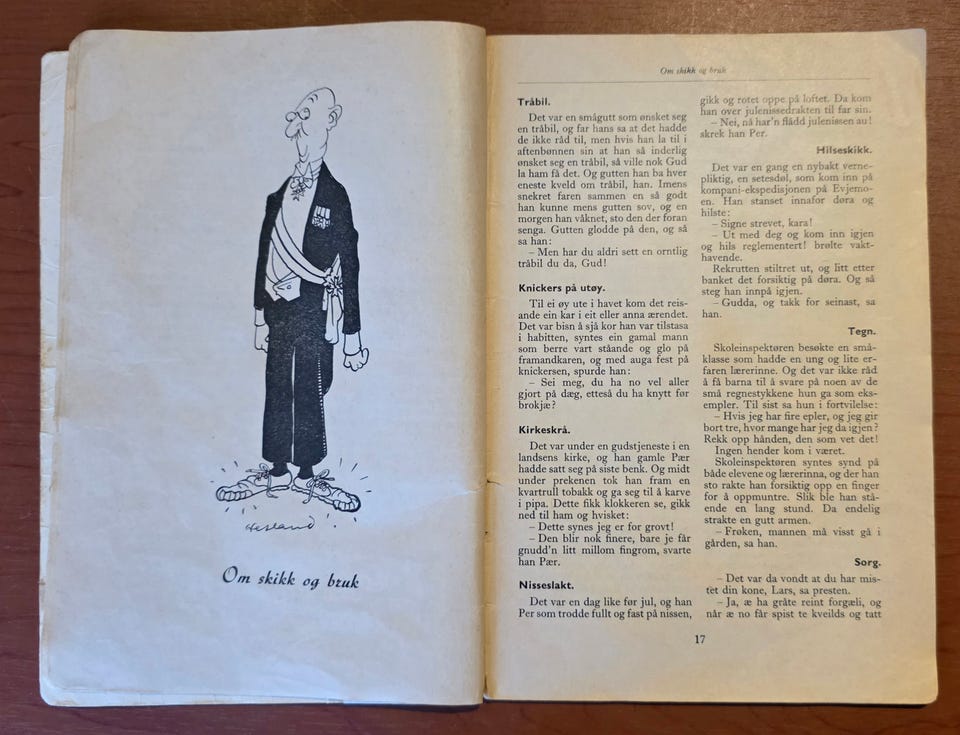 Hesland
Om skikk og bruk
Om skikk og bruk
Tråbil.
Det var en smågutt som ønsket seg
en tråbil, og far hans sa at det hadde
de ikke råd til, men hvis han la til i
aftenbønnen sin at han så inderlig
ønsket seg en tråbil, så ville nok Gud
la ham få det. Og gutten han ba hver
eneste kveld om tråbil, han. Imens
snekret faren sammen en så godt
han kunne mens gutten sov, og en
morgen han våknet, sto den der foran
senga. Gutten glodde på den, og så
sa han:
– Men har du aldri sett en orntlig
tråbil du da, Gud!
Knickers på utøy.
Til ei øy ute i havet kom det reis-
ande ein kar i eit eller anna ærendet.
Det var bisn å sjå kor han var tilstasa
i habitten, syntes ein gamal mann
som berre vart ståande og glo på
framandkaren, og med auga fest på
knickersen, spurde han:
– Sei meg, du ha no vel aller
gjort på dæg, etteså du ha knytt før
brokjæ?
Kirkeskrå.
Det var under en gudstjeneste i en
landsens kirke, og han gamle Pær
hadde satt seg på siste benk. Og midt
under prekenen tok han fram en
kvartrull tobakk og ga seg til å karve
i pipa. Dette fikk klokkeren se, gikk
ned til ham og hvisket:
– Dette synes jeg er for grovt!
– Den blir nok finere, bare je får
gnudd'n litt millom fingrom, svarte
han Pær.
Nisseslakt.
Det var en dag like før jul, og han
Per som trodde fullt og fast på nissen,
gikk og rotet oppe på loftet. Da kom
han over julenissedrakten til far sin.
– Nei, nå har'n flådd julenissen au!
skrek han Per.
Hilseskikk.
Det var en gang en nybakt verne-
pliktig, en setesdøl, som kom inn på
kompani-ekspedisjonen på Evjemo-
en. Han stanset innafor døra og
hilste:
– Signe strevet, kara!
– Ut med deg og kom inn igjen
og hils reglementert! brølte vakt-
havende.
Rekrutten stiltret ut, og litt etter
banket det forsiktig på døra. Og så
steg han innpå igjen.
– Gudda, og takk for seinast, sa
han.
Tegn.
Skoleinspektøren besøkte en små-
klasse som hadde en ung og lite er-
faren lærerinne. Og det var ikke råd
å få barna til å svare på noen av de
små regnestykkene hun ga som eks-
empler. Til sist sa hun i fortvilelse:
– Hvis jeg har fire epler, og jeg gir
bort tre, hvor mange har jeg da igjen?
Rekk opp hånden, den som vet det!
Ingen hender kom i været.
Skoleinspektøren syntes synd på
både elevene og lærerinna, og der han
sto rakte han forsiktig opp en finger
for å oppmuntre. Slik ble han stå-
ende en lang stund. Da endelig
strakte en gutt armen.
– Frøken, mannen må visst gå i
gården, sa han.
Sorg.
– Det var da vondt at du har mis-
tet din kone, Lars, sa presten.
– Ja, æ ha gråte reint forgæli, og
når æ no får spist te kveilds og tatt
17